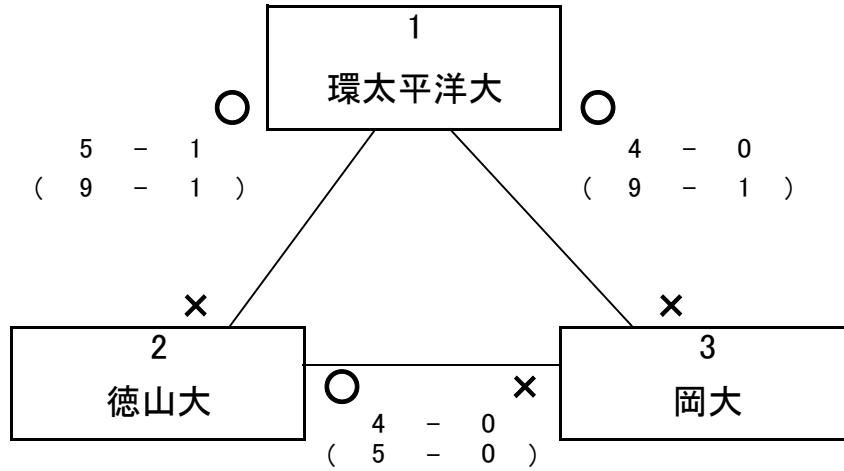 1
環太平洋大
○ ○
5 - 1 4 - 0
( 9 - 1 ) ( 9 - 1 )
× ×
2 3
徳山大 岡大
○ ×
4 - 0
( 5 - 0 )